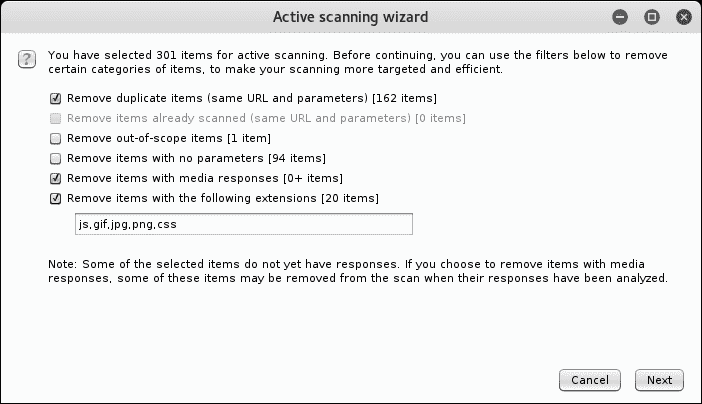 Active scanning wizard
?
You have selected 301 items for active scanning. Before continuing, you can use the filters below to remove
certain categories of items, to make your scanning more targeted and efficient.
Remove duplicate items (same URL and parameters) [162 items]
Remove items already scanned (same URL and parameters) [0 items]
Remove out-of-scope items [1 item]
Remove items with no parameters [94 items]
Remove items with media responses [0+ items]
Remove items with the following extensions [20 items]
js,gif,jpg,png,css
Note: Some of the selected items do not yet have responses. If you choose to remove items with media
responses, some of these items may be removed from the scan when their responses have been analyzed.
Cancel Next